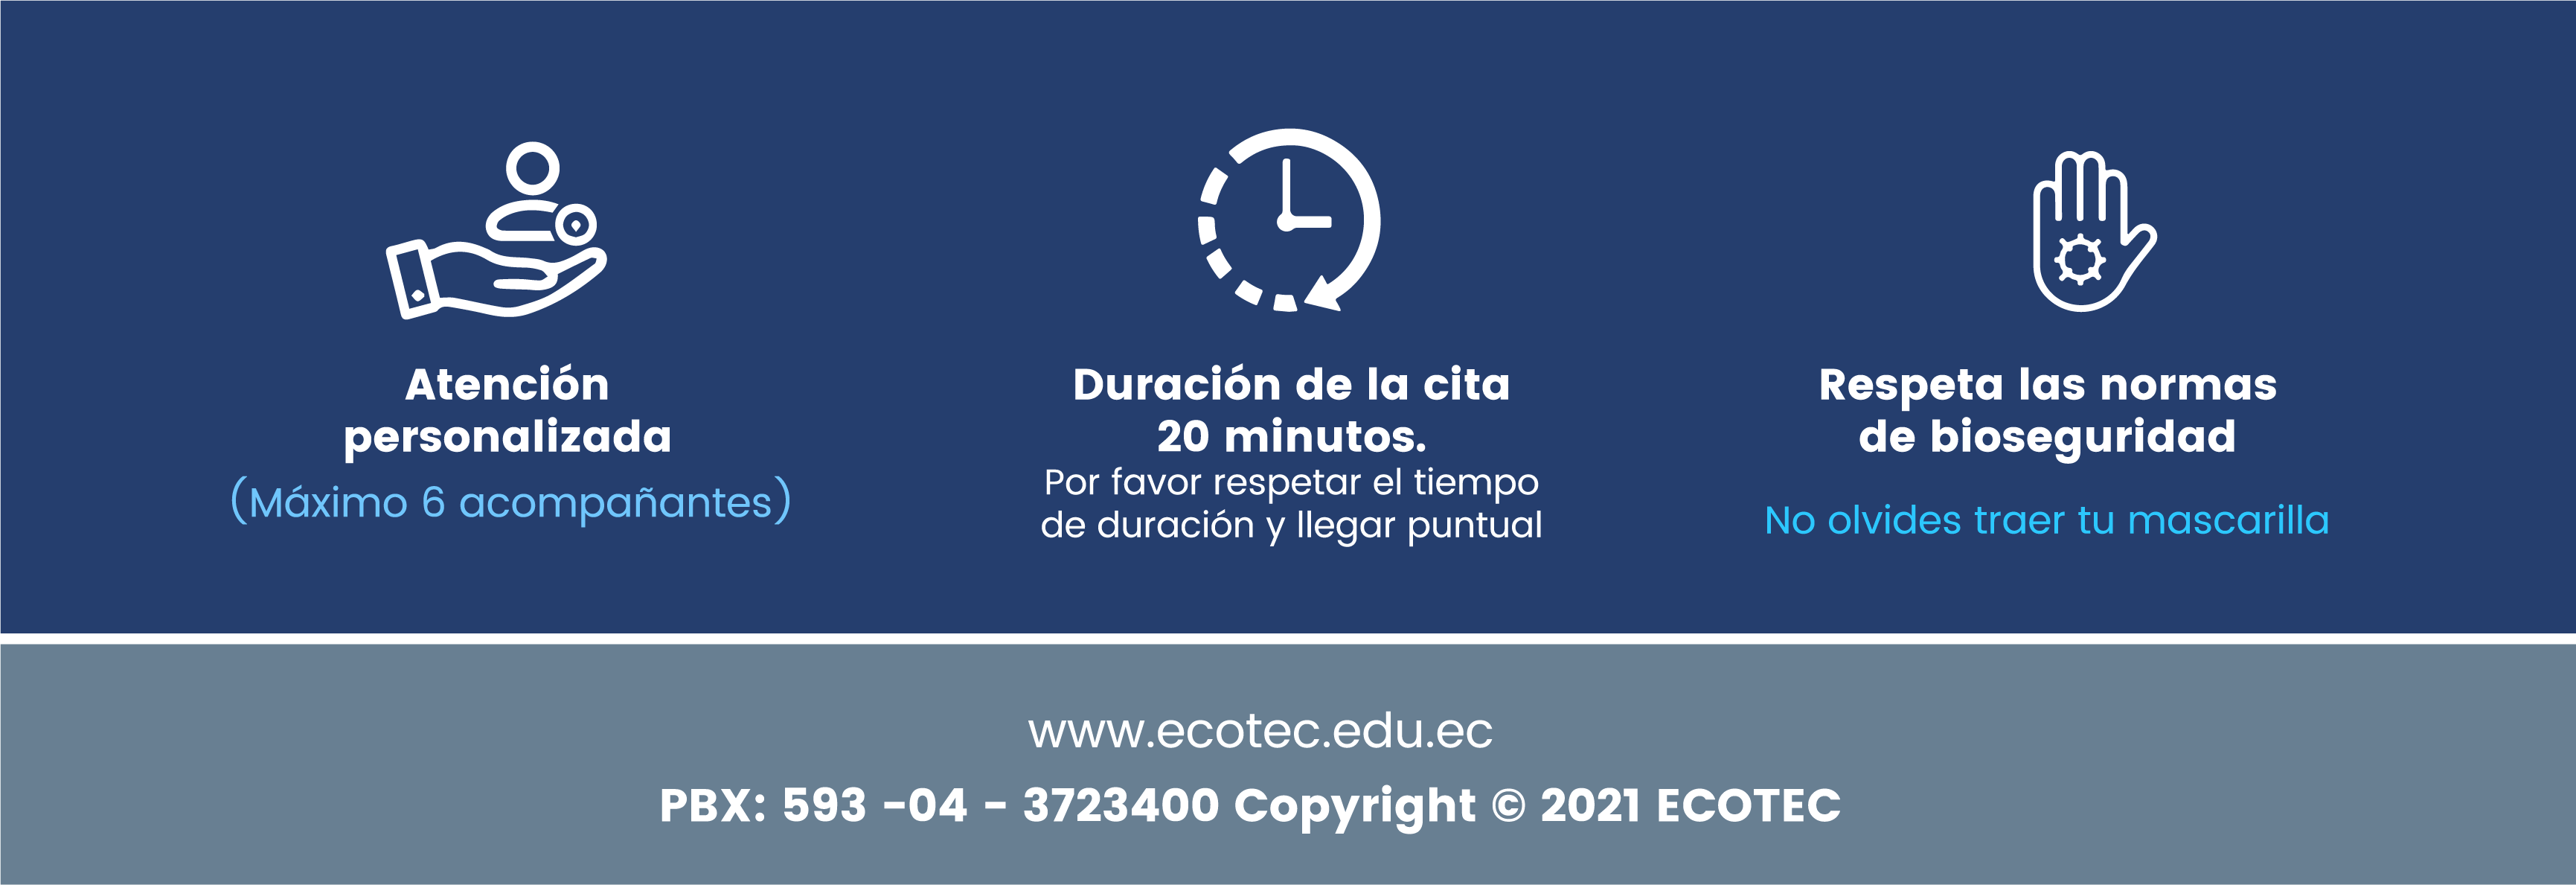 Atención
personalizada
(Máximo 6 acompañantes)
Duración de la cita
20 minutos.
Por favor respetar el tiempo
de duración y llegar puntual
Respeta las normas
de bioseguridad
No olvides traer tu mascarilla
www.ecotec.edu.ec
PBX: 593 -04 - 3723400 Copyright © 2021 ECOTEC